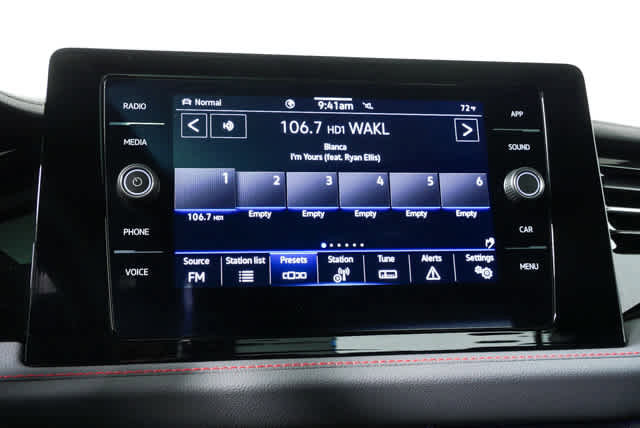 RADIO
MEDIA
PHONE
VOICE
Normal 9:41am 72°F
106.7 HD1 WAKL
Bianca
I'm Yours (feat. Ryan Ellis)
1 2 3 4 5 6
106.7 HD1 Empty Empty Empty Empty Empty
Source Station list Presets Station Tune Alerts Settings
FM
APP
SOUND
CAR
MENU